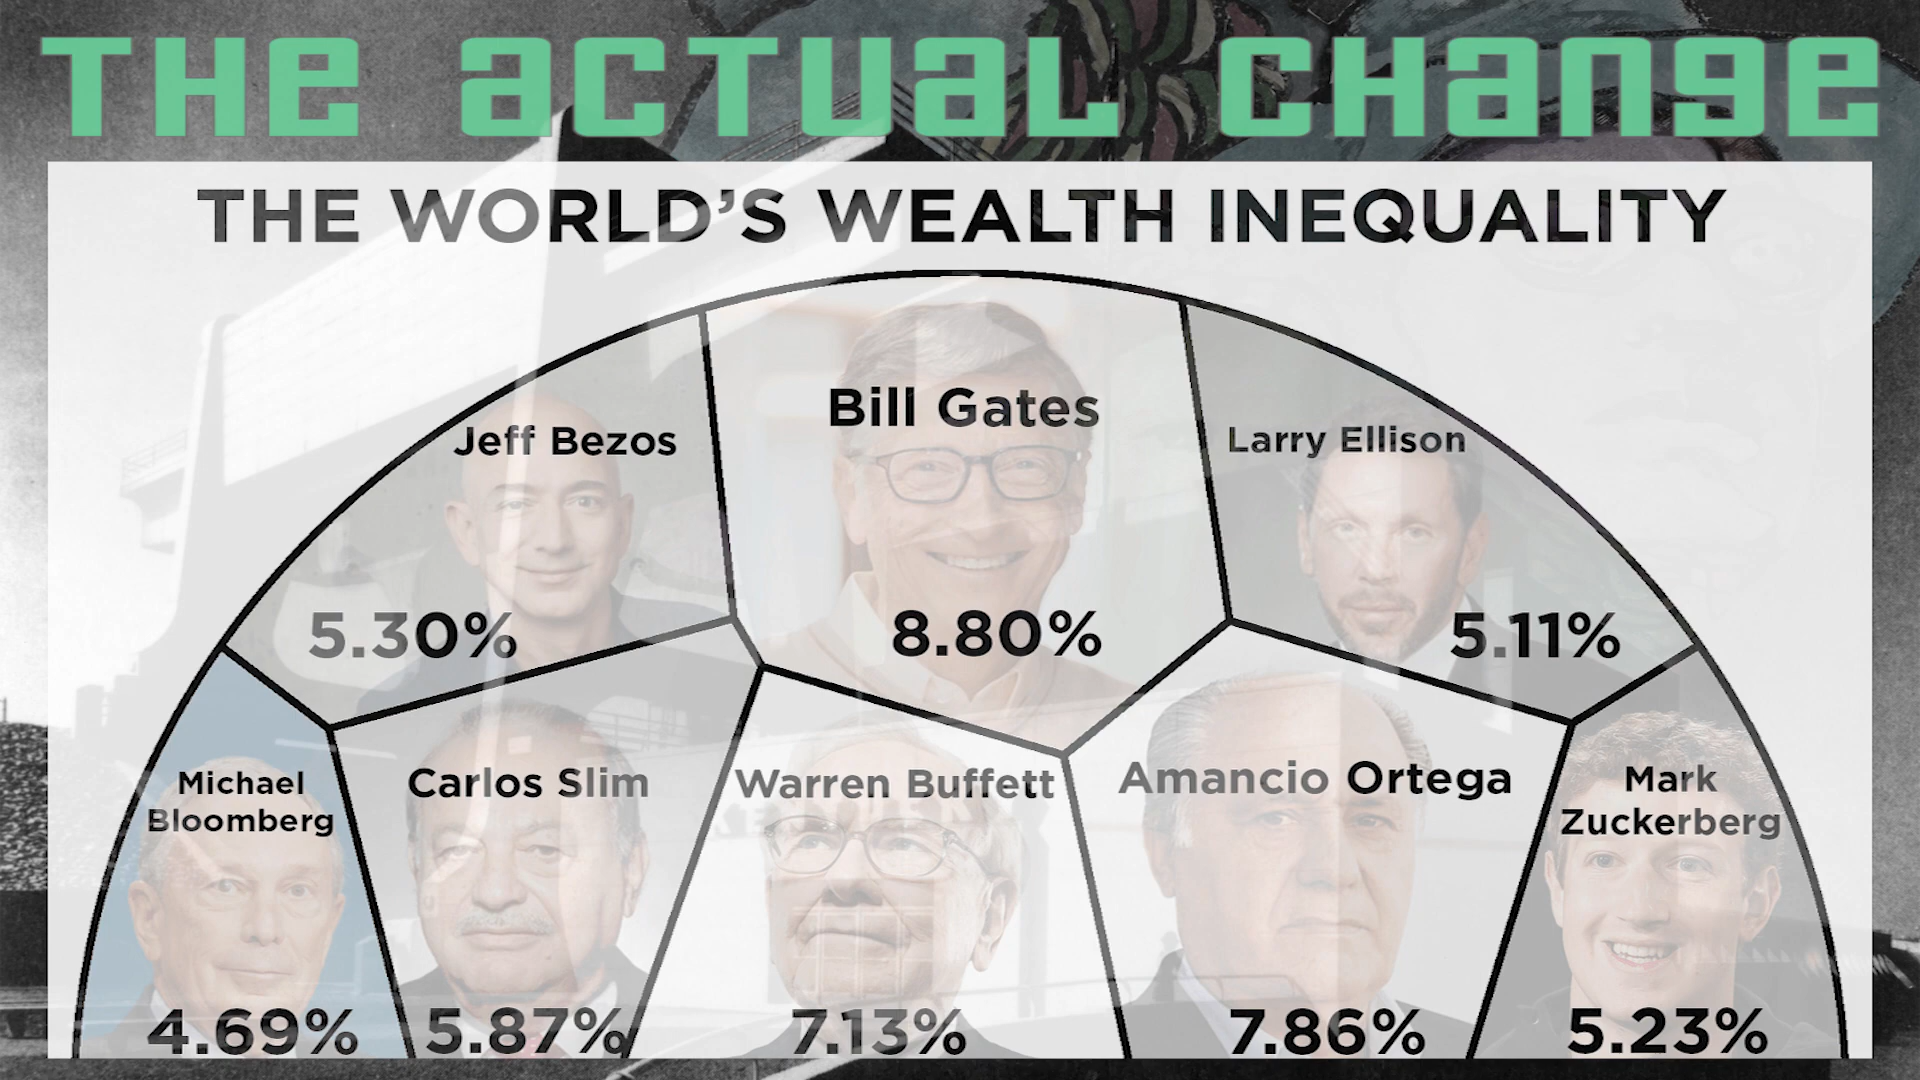 THE ACTUAL CHANGE
THE WORLD'S WEALTH INEQUALITY
Bill Gates
8.80%
Jeff Bezos
5.30%
Larry Ellison
5.11%
Michael
Bloomberg
4.69%
Carlos Slim
5.87%
Warren Buffett
7.13%
Amancio Ortega
7.86%
Mark
Zuckerberg
5.23%